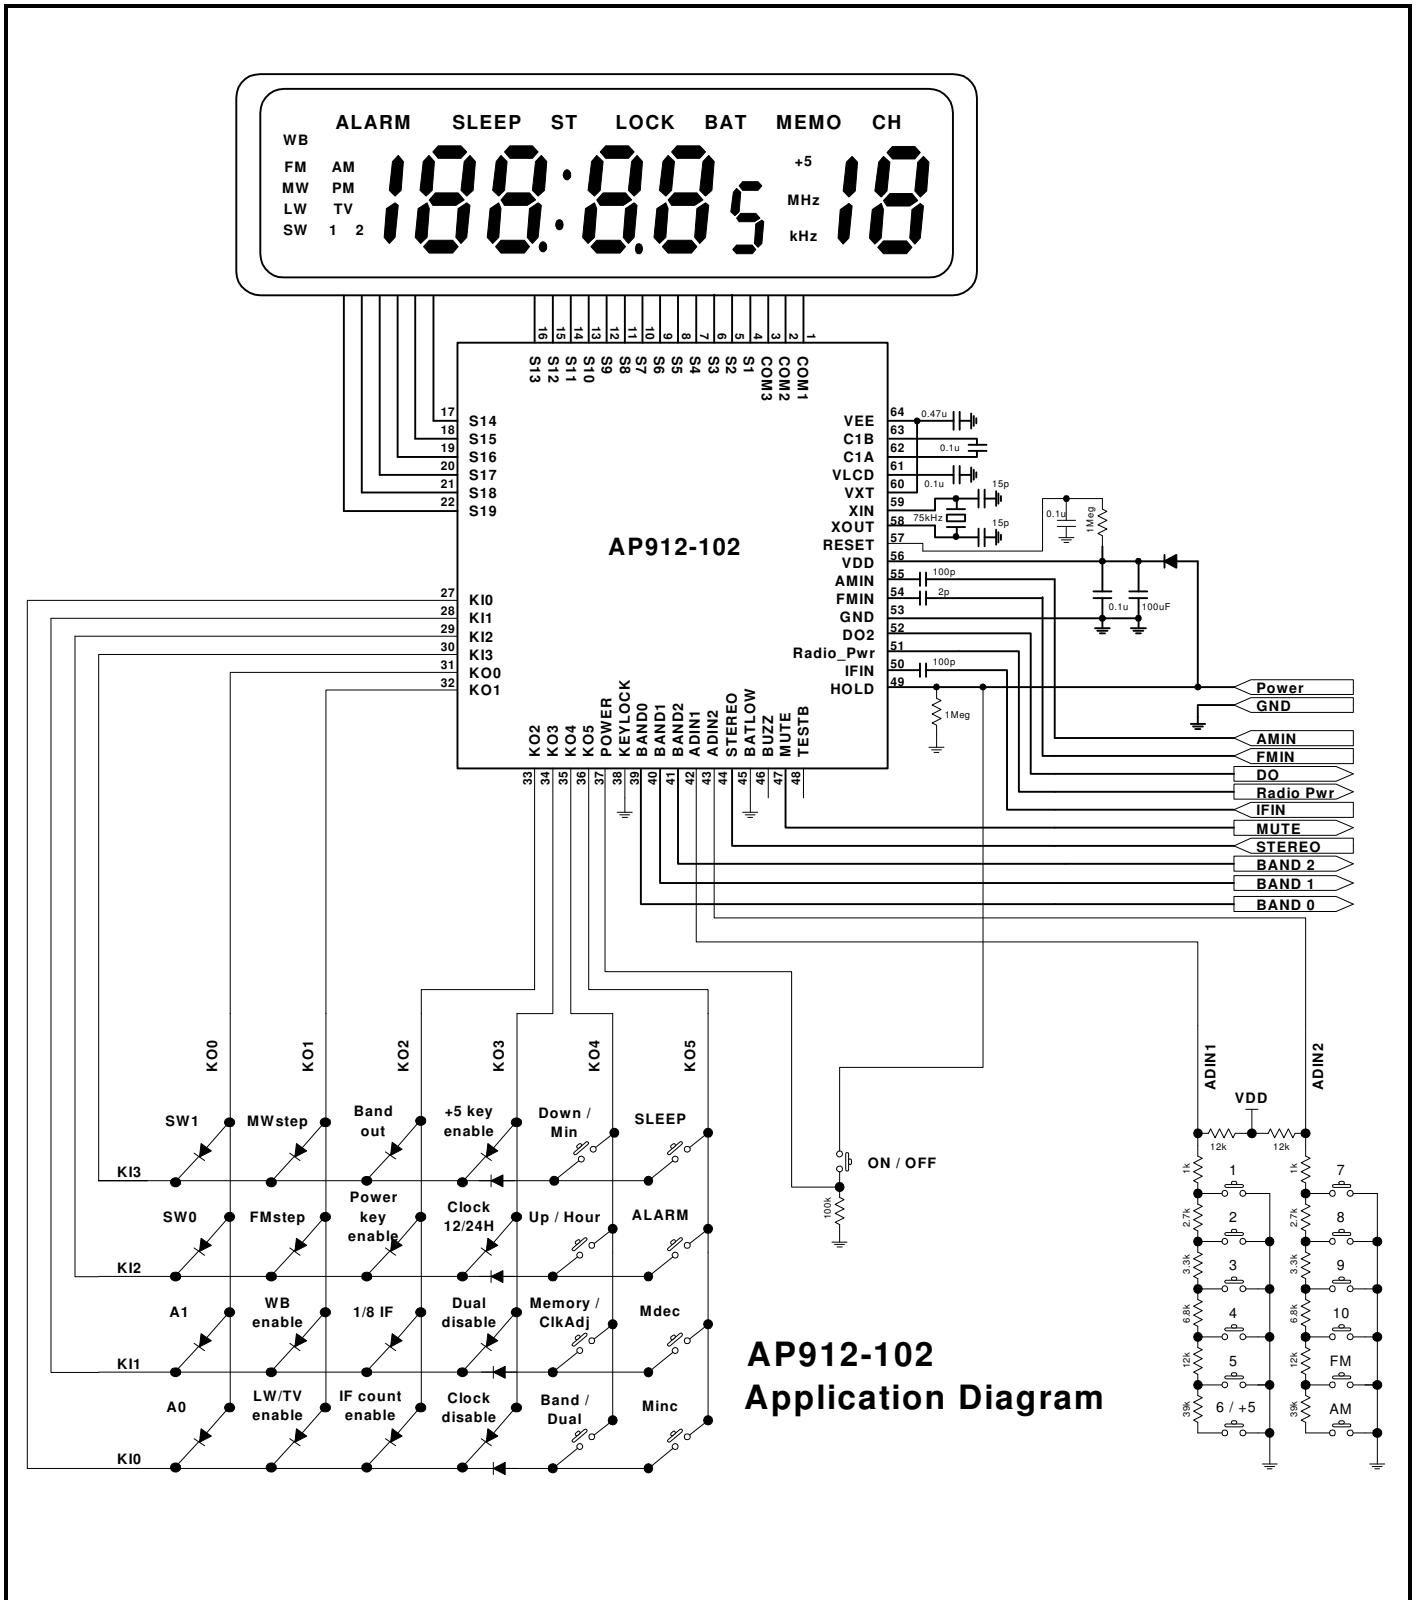 ALARM SLEEP ST LOCK BAT MEMO CH
WB
FM AM
MW PM
LW TV
SW 1 2
188:8.8 5
+5
MHz
kHz
18
16 15 14 13 12 11 10 9 8 7 6 5 4 3 2 1
S13 S12 S11 S10 S9 S8 S7 S6 S5 S4 S3 S2 S1 COM3 COM2 COM1
17 S14
18 S15
19 S16
20 S17
21 S18
22 S19
27 KI0
28 KI1
29 KI2
30 KI3
31 KO0
32 KO1
AP912-102
VEE 64 0.47u
C1B 63
C1A 62 0.1u
VLCD 61
VXT 60 0.1u 15p
XIN 59
XOUT 58 75kHz 15p
RESET 57 0.1u 1Meg
VDD 56
AMIN 55 100p
FMIN 54 2p
GND 53 0.1u 100uF
DO2 52
Radio_Pwr 51
IFIN 50 100p
HOLD 49
1Meg
KO2 KO3 KO4 KO5 POWER KEYLOCK BAND0 BAND1 BAND2 ADIN1 ADIN2 STEREO BATLOW BUZZ MUTE TESTB
33 34 35 36 37 38 39 40 41 42 43 44 45 46 47 48
Power
GND
AMIN
FMIN
DO
Radio Pwr
IFIN
MUTE
STEREO
BAND 2
BAND 1
BAND 0
KO0 KO1 KO2 KO3 KO4 KO5
SW1 MWstep Band out +5 key enable Down / Min SLEEP
KI3
SW0 FMstep Power key enable Clock 12/24H Up / Hour ALARM
KI2
A1 WB enable 1/8 IF Dual disable Memory / ClkAdj Mdec
KI1
A0 LW/TV enable IF count enable Clock disable Band / Dual Minc
KI0
ON / OFF
100k
ADIN1 ADIN2
VDD
12k 12k
1k 1 1k 7
2.7k 2 2.7k 8
3.3k 3 3.3k 9
6.8k 4 6.8k 10
12k 5 12k FM
39k 6 / +5 39k AM
AP912-102
Application Diagram